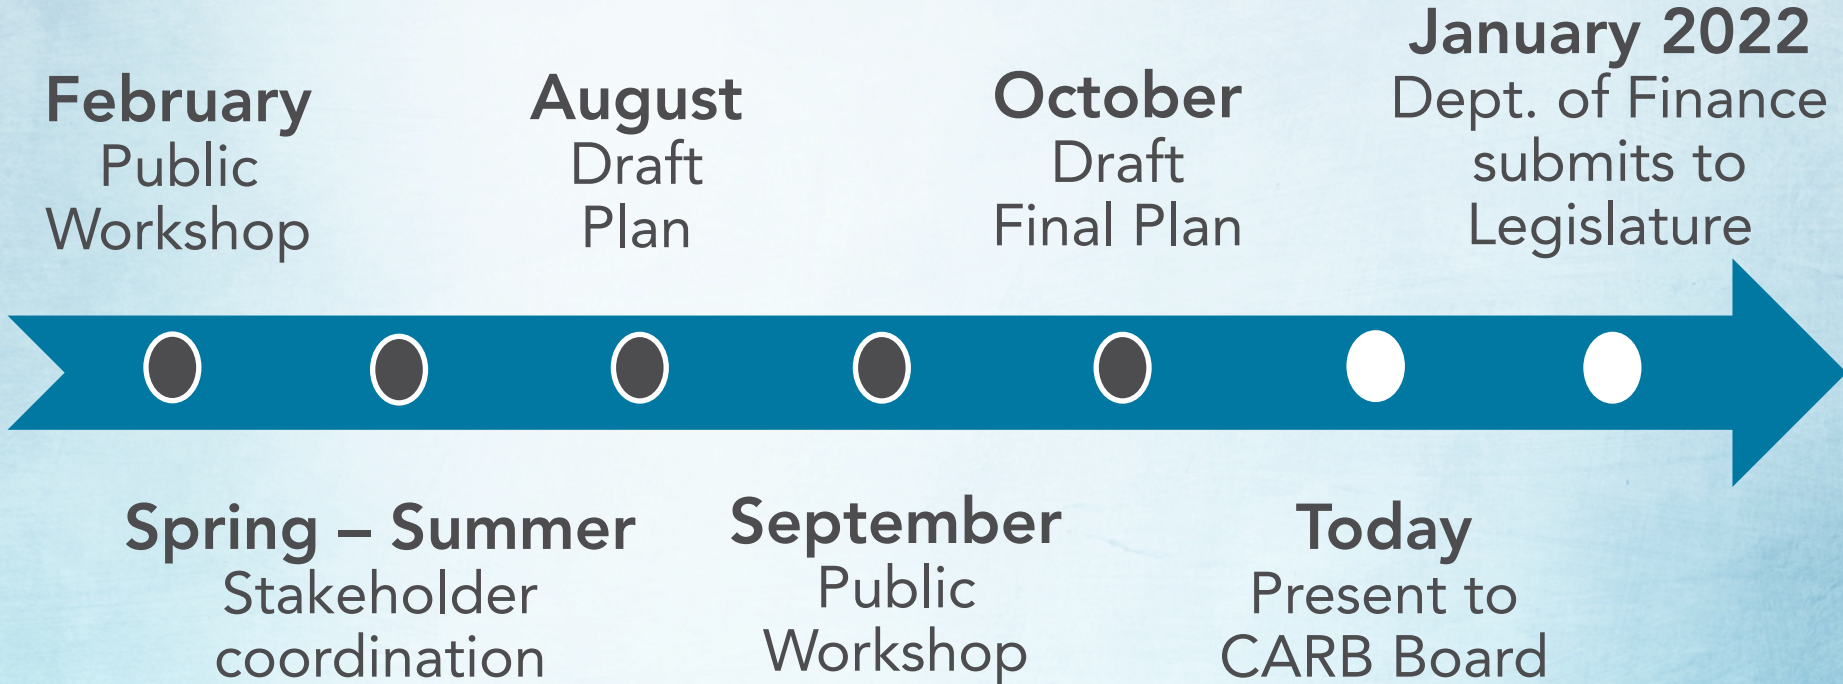 February
Public
Workshop
August
Draft
Plan
October
Draft
Final Plan
January 2022
Dept. of Finance
submits to
Legislature
Spring – Summer
Stakeholder
coordination
September
Public
Workshop
Today
Present to
CARB Board